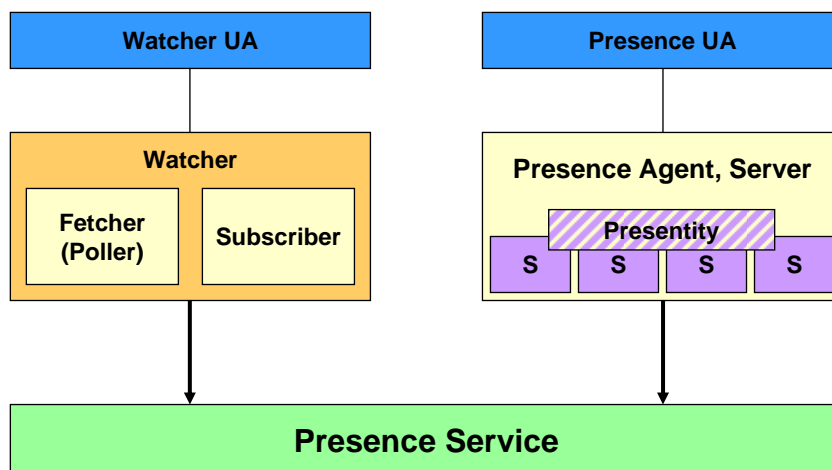 Watcher UA
Presence UA
Watcher
Fetcher
(Poller)
Subscriber
Presence Agent, Server
Presentity
S
S
S
S
Presence Service